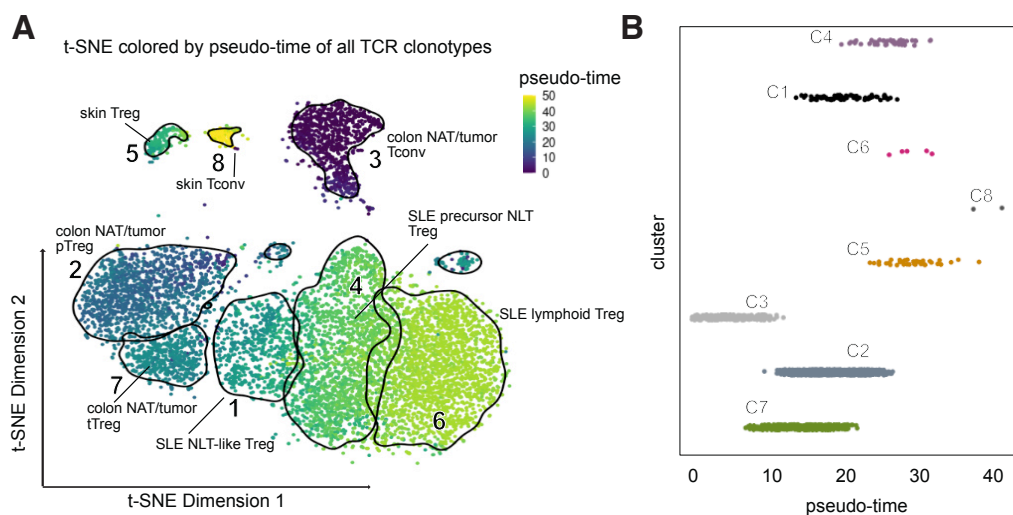 A
t-SNE colored by pseudo-time of all TCR clonotypes
pseudo-time
50
40
30
20
10
0
skin Treg
5
8
skin Tconv
3
colon NAT/tumor
Tconv
SLE precursor NLT
Treg
colon NAT/tumor
pTreg
2
4
SLE lymphoid Treg
7
colon NAT/tumor
tTreg
1
SLE NLT-like Treg
6
t-SNE Dimension 2
t-SNE Dimension 1
B
C4
C1
C6
C8
C5
C3
C2
C7
cluster
0 10 20 30 40
pseudo-time